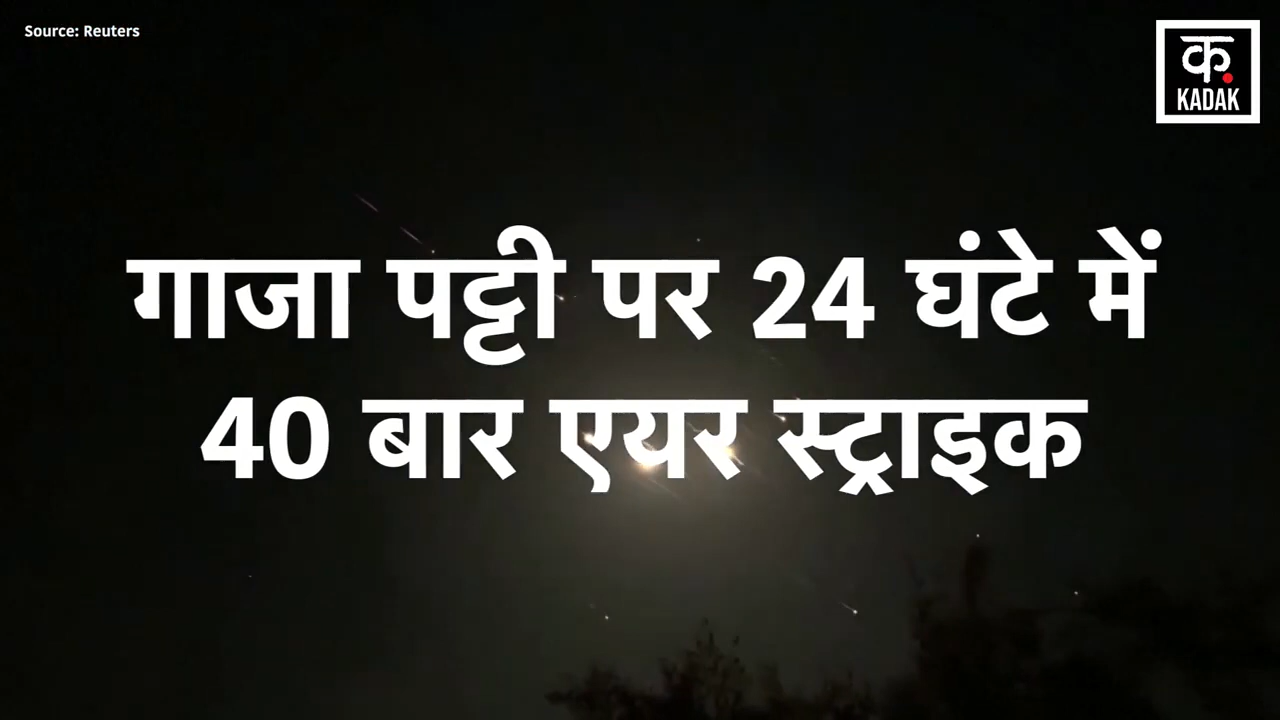 Source: Reuters
क.
KADAK
गाजा पट्टी पर 24 घंटे में
40 बार एयर स्ट्राइक